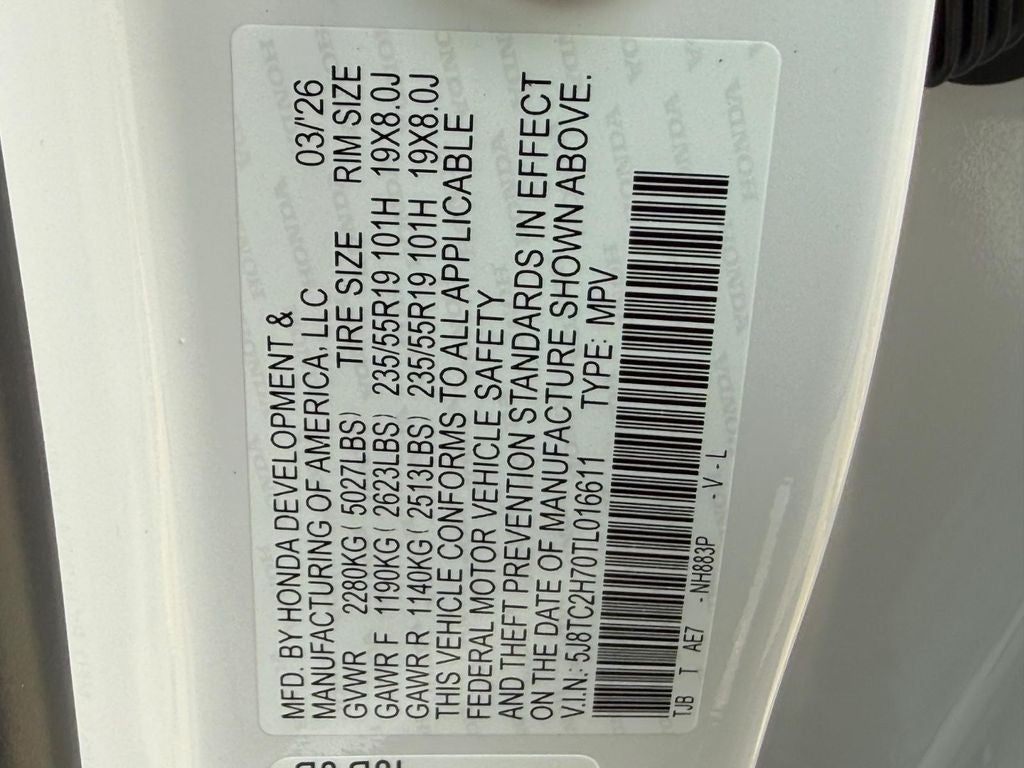 MFD. BY HONDA DEVELOPMENT &
MANUFACTURING OF AMERICA, LLC 03/'26
GVWR 2280KG ( 5027LBS) TIRE SIZE RIM SIZE
GAWR F 1190KG ( 2623LBS) 235/55R19 101H 19X8.0J
GAWR R 1140KG ( 2513LBS) 235/55R19 101H 19X8.0J
THIS VEHICLE CONFORMS TO ALL APPLICABLE
FEDERAL MOTOR VEHICLE SAFETY
AND THEFT PREVENTION STANDARDS IN EFFECT
ON THE DATE OF MANUFACTURE SHOWN ABOVE.
V.I.N.: 5J8TC2H70TL016611 TYPE: MPV
TJB T AE7 - NH883P - V - L